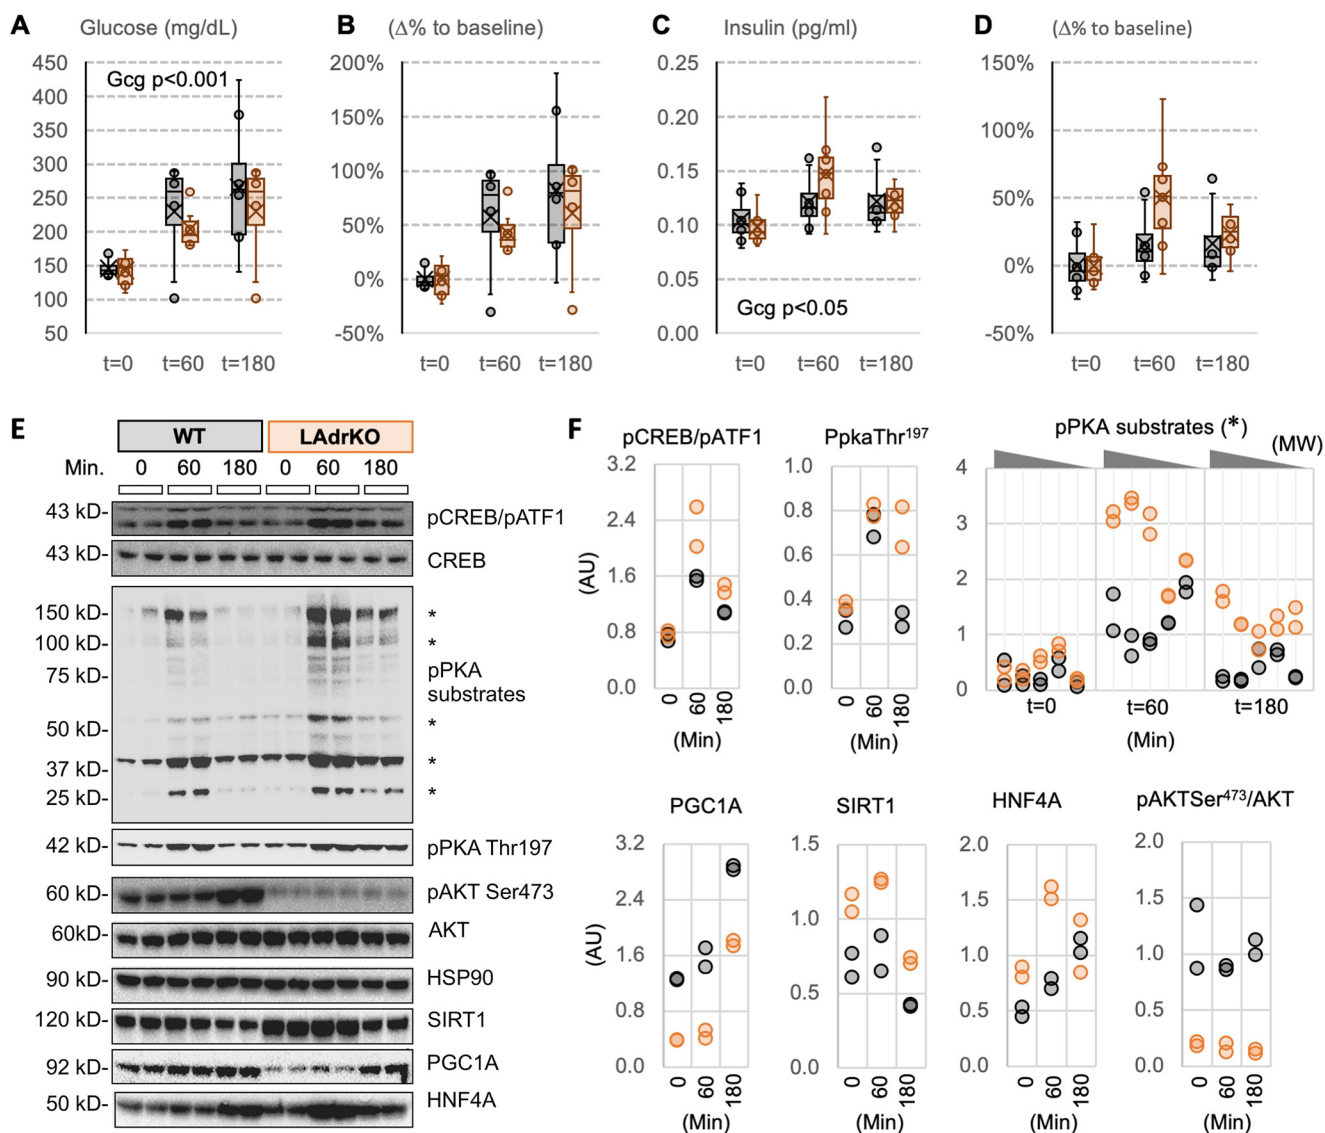 A Glucose (mg/dL)
B (Δ% to baseline)
C Insulin (pg/ml)
D (Δ% to baseline)
450
400
350
300
250
200
150
100
50
Gcg p<0.001
t=0 t=60 t=180
200%
150%
100%
50%
0%
-50%
t=0 t=60 t=180
0.25
0.20
0.15
0.10
0.05
0.00
Gcg p<0.05
t=0 t=60 t=180
150%
100%
50%
0%
-50%
t=0 t=60 t=180
E
WT LAdrKO
Min. 0 60 180 0 60 180
43 kD- pCREB/pATF1
43 kD- CREB
150 kD- *
100 kD- *
75 kD- pPKA
substrates
*
50 kD-
*
37 kD-
25 kD- *
42 kD- pPKA Thr197
60 kD- pAKT Ser473
60kD- AKT
90 kD- HSP90
120 kD- SIRT1
92 kD- PGC1A
50 kD- HNF4A
F
pCREB/pATF1
(AU)
3.2
2.4
1.6
0.8
0.0
0 60 180
(Min)
PpkaThr¹⁹⁷
1.0
0.8
0.6
0.4
0.2
0.0
0 60 180
(Min)
pPKA substrates (*)
(MW)
4
3
2
1
0
t=0 t=60 t=180
(Min)
PGC1A
(AU)
3.2
2.4
1.6
0.8
0.0
0 60 180
(Min)
SIRT1
1.5
1.0
0.5
0.0
0 60 180
(Min)
HNF4A
2.0
1.5
1.0
0.5
0.0
0 60 180
(Min)
pAKTSer⁴⁷³/AKT
2.0
1.5
1.0
0.5
0.0
0 60 180
(Min)